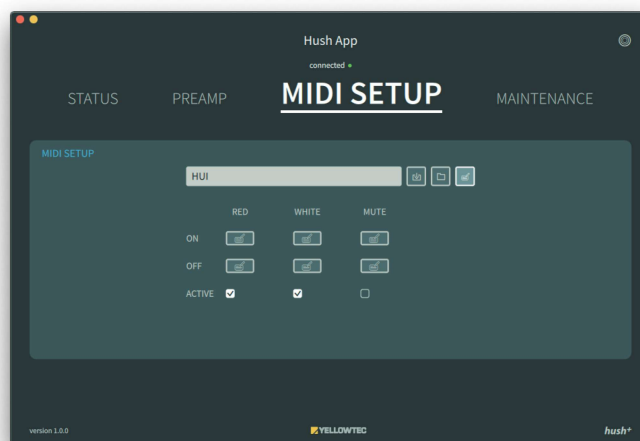 Hush App
connected
STATUS PREAMP MIDI SETUP MAINTENANCE
MIDI SETUP
HUI
RED WHITE MUTE
ON
OFF
ACTIVE
version 1.0.0 YELLOWTEC hush+